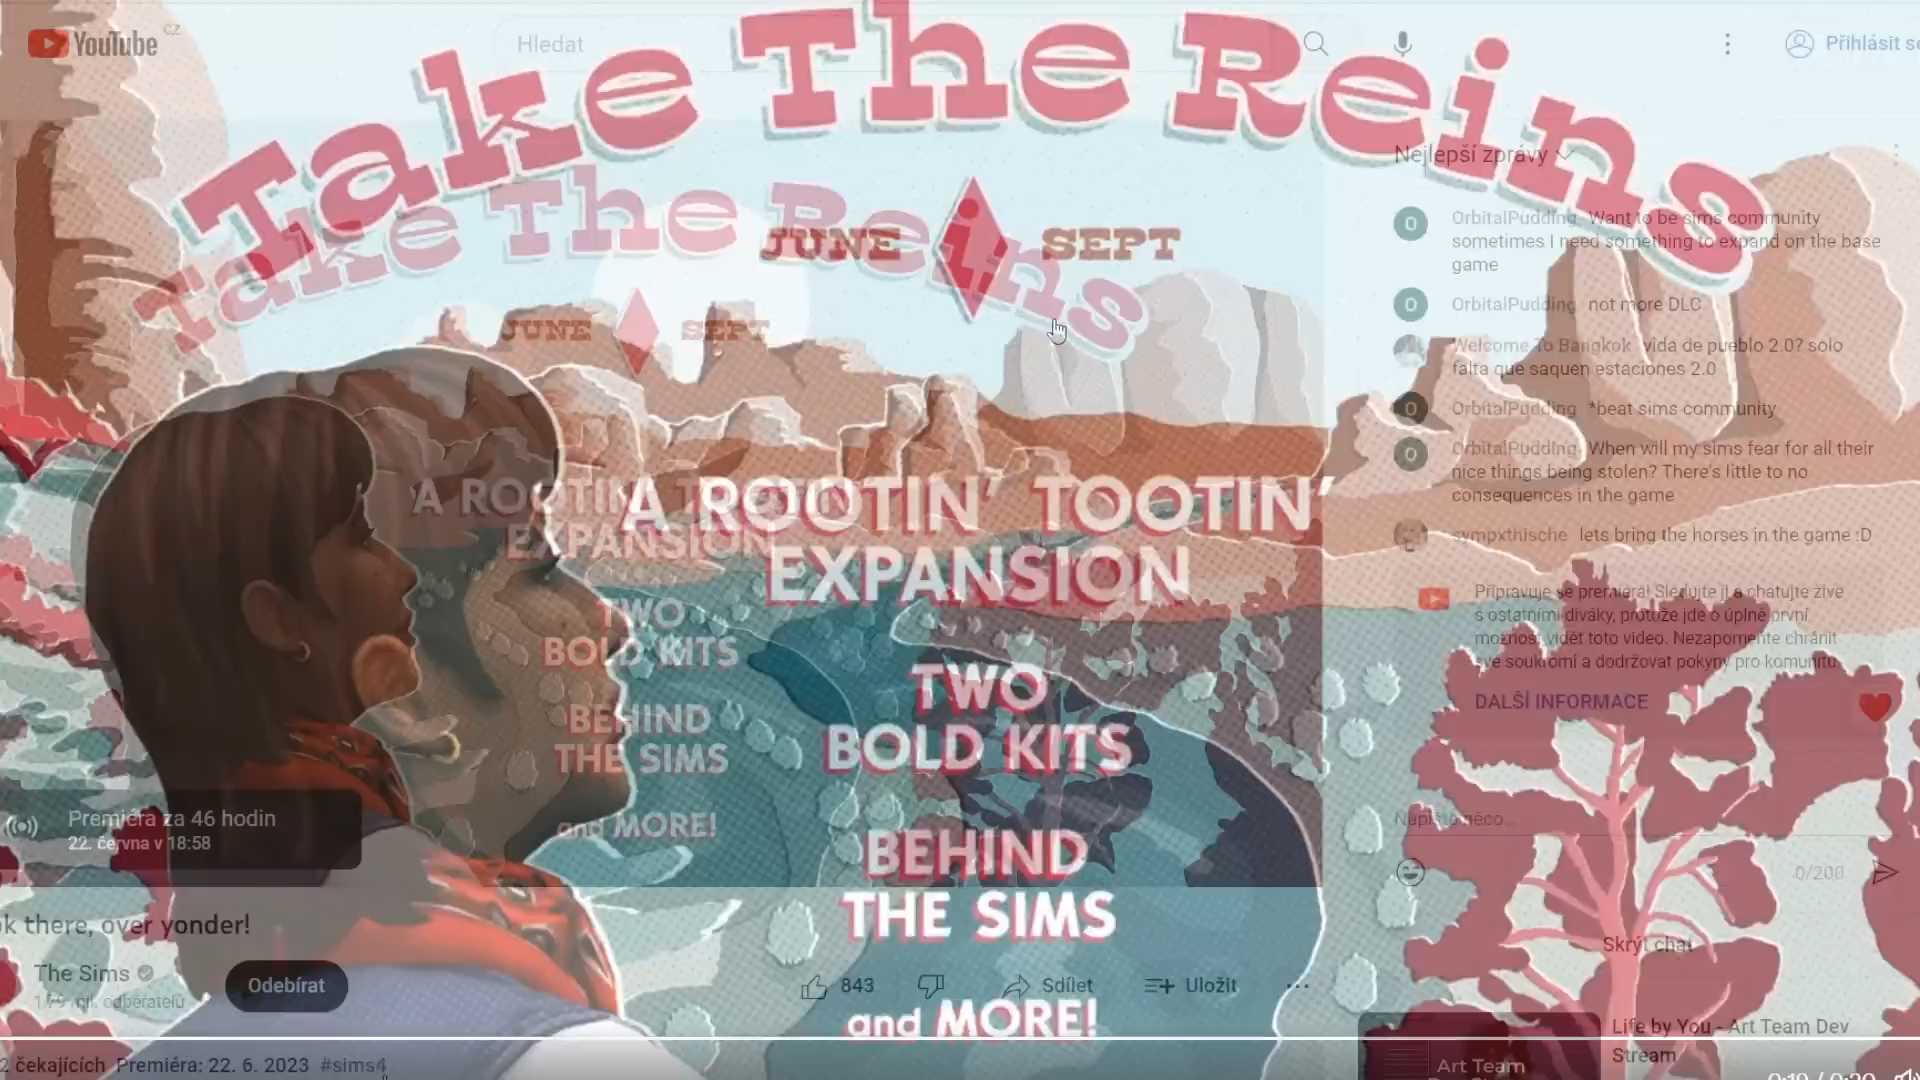 YouTube CZ
Hledat
Přihlásit se
Take The Reins
JUNE SEPT
Take The Reins
JUNE SEPT
A ROOTIN' TOOTIN'
EXPANSION
TWO
BOLD KITS
BEHIND
THE SIMS
and MORE!
EXPANSION
TWO
BOLD KITS
BEHIND
THE SIMS
and MORE!
Nejlepší zprávy
OrbitalPudding Want to be sims community
sometimes I need something to expand on the base
game
OrbitalPudding not more DLC
Welcome To Bangkok vida de pueblo 2.0? solo
falta que saquen estaciones 2.0
OrbitalPudding *beat sims community
OrbitalPudding When will my sims fear for all their
nice things being stolen? There's little to no
consequences in the game
sympxthische lets bring the horses in the game :D
Připravuje se premiéra! Sledujte ji a chatujte živě
s ostatními diváky, protože jde o úplně první
možnost vidět toto video. Nezapomeňte chránit
své soukromí a dodržovat pokyny pro komunitu.
DALŠÍ INFORMACE
Napište něco...
0/200
Skrýt chat
Premiéra za 46 hodin
22. června v 18:58
there, over yonder!
The Sims
1,79 mil. odběratelů
Odebírat
843
Sdílet
Uložit
čekajících Premiéra: 22. 6. 2023 #sims4
Life by You - Art Team Dev
Stream
Art Team